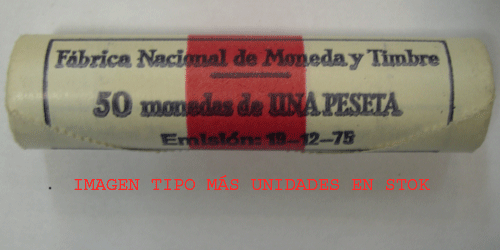 Fábrica Nacional de Moneda y Timbre
50 monedas de UNA PESETA
Emisión: 19-12-75
. IMAGEN TIPO MÁS UNIDADES EN STOK